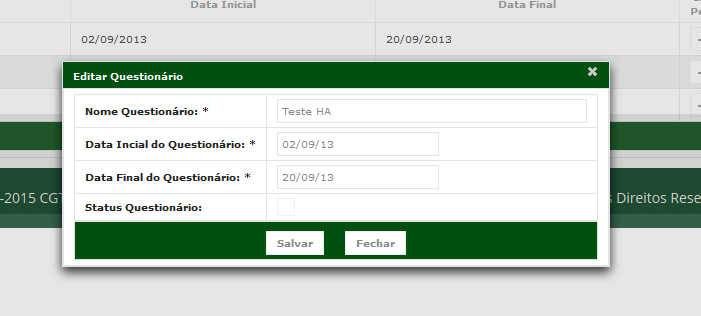 Data Inicial Data Final
02/09/2013 20/09/2013
Editar Questionário
Nome Questionário: * Teste HA
Data Incial do Questionário: * 02/09/13
Data Final do Questionário: * 20/09/13
Status Questionário:
-2015 CGT s Direitos Rese
Salvar Fechar